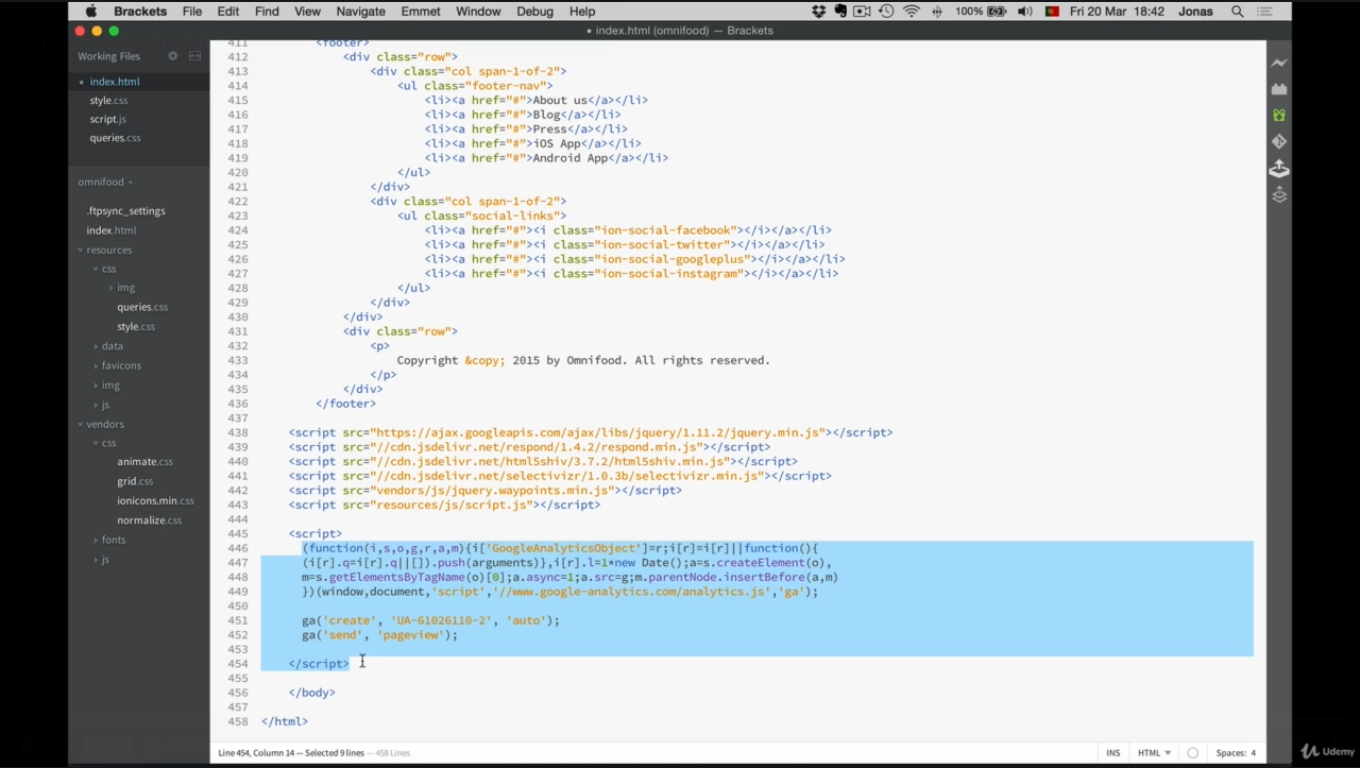 Brackets File Edit Find View Navigate Emmet Window Debug Help 100% Fri 20 Mar 18:42 Jonas
• index.html (omnifood) — Brackets
Working Files
• index.html
style.css
script.js
queries.css
omnifood
.ftpsync_settings
index.html
resources
css
img
queries.css
style.css
data
favicons
img
js
vendors
css
animate.css
grid.css
ionicons.min.css
normalize.css
fonts
js
411 <footer>
412 <div class="row">
413 <div class="col span-1-of-2">
414 <ul class="footer-nav">
415 <li><a href="#">About us</a></li>
416 <li><a href="#">Blog</a></li>
417 <li><a href="#">Press</a></li>
418 <li><a href="#">iOS App</a></li>
419 <li><a href="#">Android App</a></li>
420 </ul>
421 </div>
422 <div class="col span-1-of-2">
423 <ul class="social-links">
424 <li><a href="#"><i class="ion-social-facebook"></i></a></li>
425 <li><a href="#"><i class="ion-social-twitter"></i></a></li>
426 <li><a href="#"><i class="ion-social-googleplus"></i></a></li>
427 <li><a href="#"><i class="ion-social-instagram"></i></a></li>
428 </ul>
429 </div>
430 </div>
431 <div class="row">
432 <p>
433 Copyright &copy; 2015 by Omnifood. All rights reserved.
434 </p>
435 </div>
436 </footer>
437
438 <script src="https://ajax.googleapis.com/ajax/libs/jquery/1.11.2/jquery.min.js"></script>
439 <script src="//cdn.jsdelivr.net/respond/1.4.2/respond.min.js"></script>
440 <script src="//cdn.jsdelivr.net/html5shiv/3.7.2/html5shiv.min.js"></script>
441 <script src="//cdn.jsdelivr.net/selectivizr/1.0.3b/selectivizr.min.js"></script>
442 <script src="vendors/js/jquery.waypoints.min.js"></script>
443 <script src="resources/js/script.js"></script>
444
445 <script>
446 (function(i,s,o,g,r,a,m){i['GoogleAnalyticsObject']=r;i[r]=i[r]||function(){
447 (i[r].q=i[r].q||[]).push(arguments)},i[r].l=1*new Date();a=s.createElement(o),
448 m=s.getElementsByTagName(o)[0];a.async=1;a.src=g;m.parentNode.insertBefore(a,m)
449 })(window,document,'script','//www.google-analytics.com/analytics.js','ga');
450
451 ga('create', 'UA-61026110-2', 'auto');
452 ga('send', 'pageview');
453
454 </script>
455
456 </body>
457
458 </html>
Line 454, Column 14 — Selected 9 lines — 458 Lines INS HTML Spaces: 4
Udemy